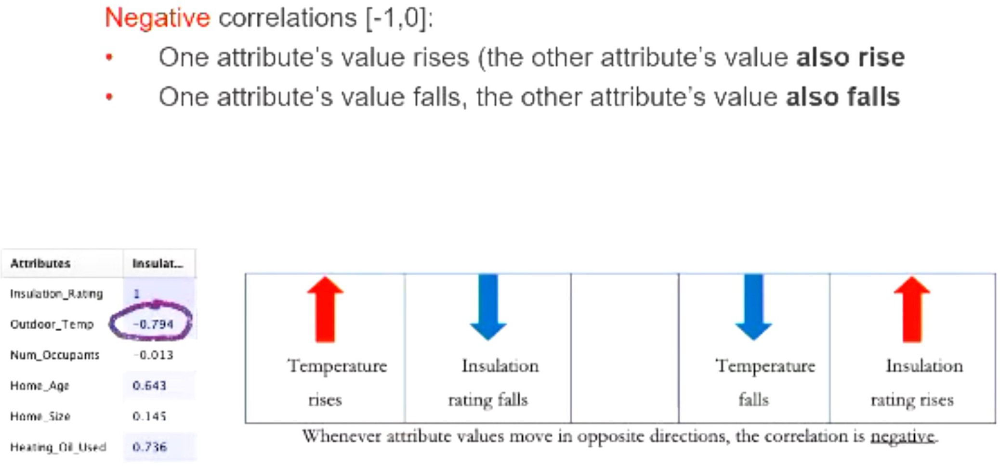 Negative correlations [-1,0]:
• One attribute's value rises (the other attribute's value also rise
• One attribute's value falls, the other attribute's value also falls
Attributes Insulat...
Insulation_Rating 1
Outdoor_Temp -0.794
Num_Occupants -0.013
Home_Age 0.643
Home_Size 0.145
Heating_Oil_Used 0.736
Temperature Insulation Temperature Insulation
rises rating falls falls rating rises
Whenever attribute values move in opposite directions, the correlation is negative.